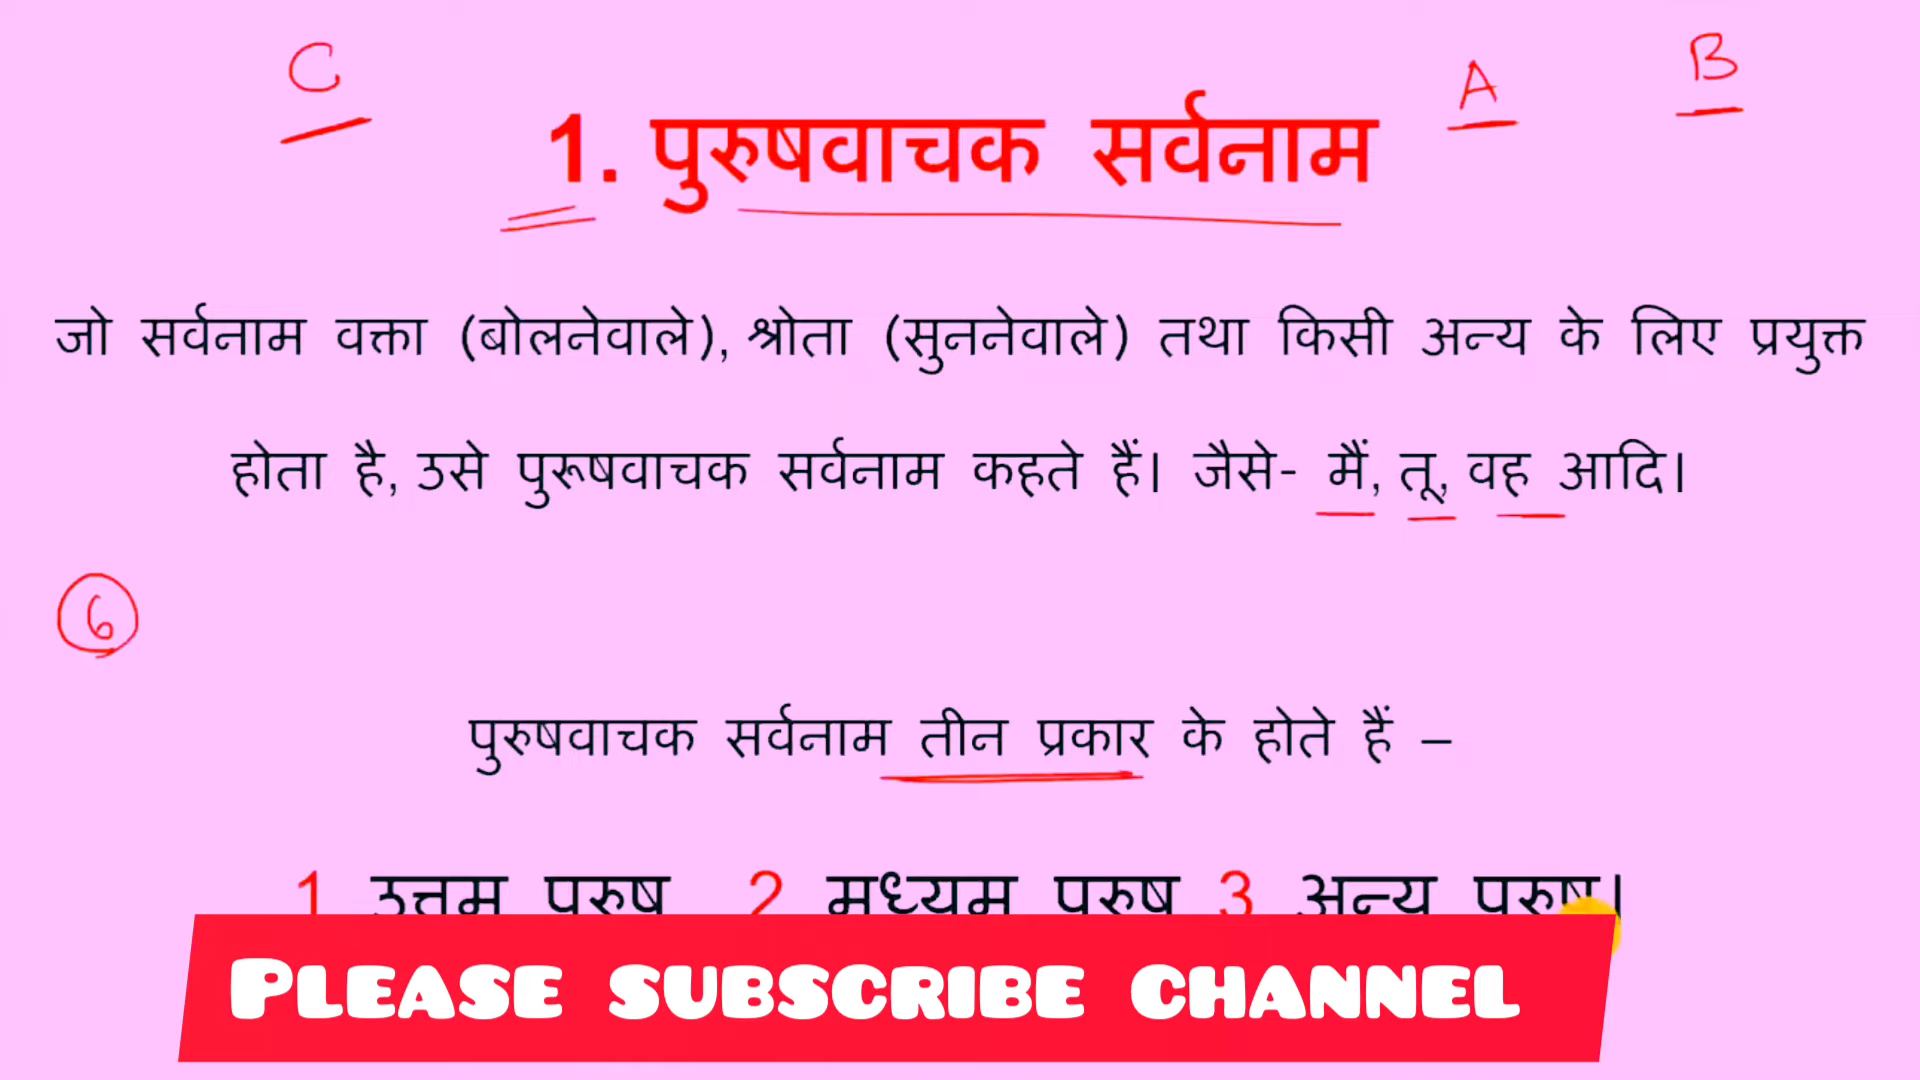 C
A
B
1. पुरुषवाचक सर्वनाम
जो सर्वनाम वक्ता (बोलनेवाले), श्रोता (सुननेवाले) तथा किसी अन्य के लिए प्रयुक्त
होता है, उसे पुरूषवाचक सर्वनाम कहते हैं। जैसे- मैं, तू, वह आदि।
6
पुरुषवाचक सर्वनाम तीन प्रकार के होते हैं –
1 उत्तम पुरुष 2 मध्यम पुरुष 3 अन्य पुरुष।
PLEASE SUBSCRIBE CHANNEL